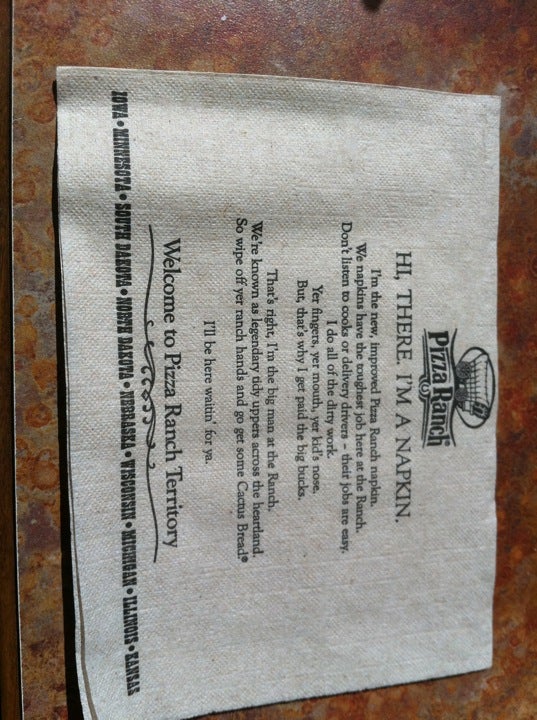 Pizza Ranch
HI, THERE. I'M A NAPKIN.
I'm the new, improved Pizza Ranch napkin.
We napkins have the toughest job here at the Ranch.
Don't listen to cooks or delivery drivers – their jobs are easy.
I do all of the dirty work.
Yer fingers, yer mouth, yer kid's nose.
But, that's why I get paid the big bucks.
That's right, I'm the big man at the Ranch.
We're known as legendary tidy uppers across the heartland.
So wipe off yer ranch hands and go get some Cactus Bread®
I'll be here waitin' for ya.
Welcome to Pizza Ranch Territory
IOWA • MINNESOTA • SOUTH DAKOTA • NORTH DAKOTA • NEBRASKA • WISCONSIN • MICHIGAN • ILLINOIS • KANSAS